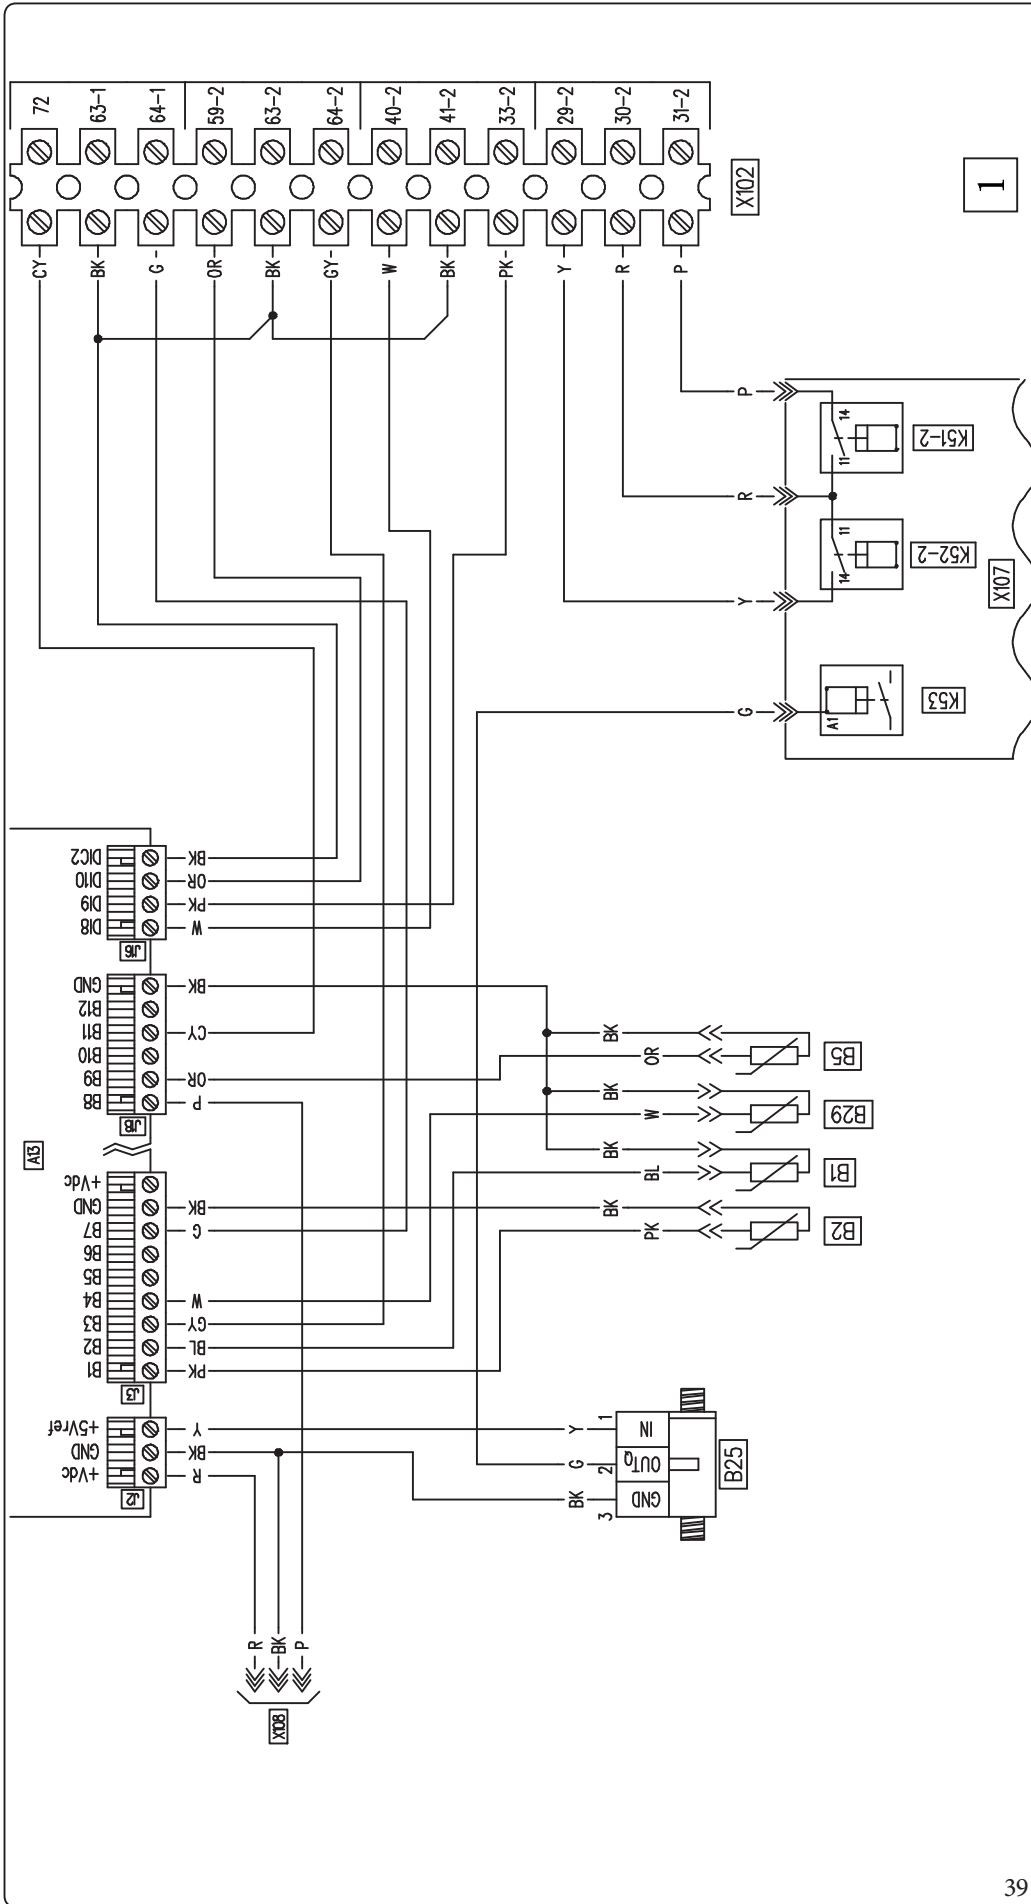 72
63-1
64-1
59-2
63-2
64-2
40-2
41-2
33-2
29-2
30-2
31-2
X102
1
CY
BK
G
OR
BK
GY
W
BK
PK
Y
R
P
P
R
Y
G
14
11
K51-2
11
14
K52-2
X107
A1
K53
DIC2
DI10
DI9
DI8
J16
BK
OR
PK
W
GND
B12
B11
B10
B9
B8
J18
BK
CY
OR
P
A13
+Vdc
GND
B7
B6
B5
B4
B3
B2
B1
J3
BK
G
W
GY
BL
PK
+5Vref
GND
+Vdc
J2
Y
BK
R
BK
OR
B5
BK
W
B29
BK
BL
B1
BK
PK
B2
Y
1
IN
G
2
OUT
Q
BK
3
GND
B25
R
BK
P
X108
39